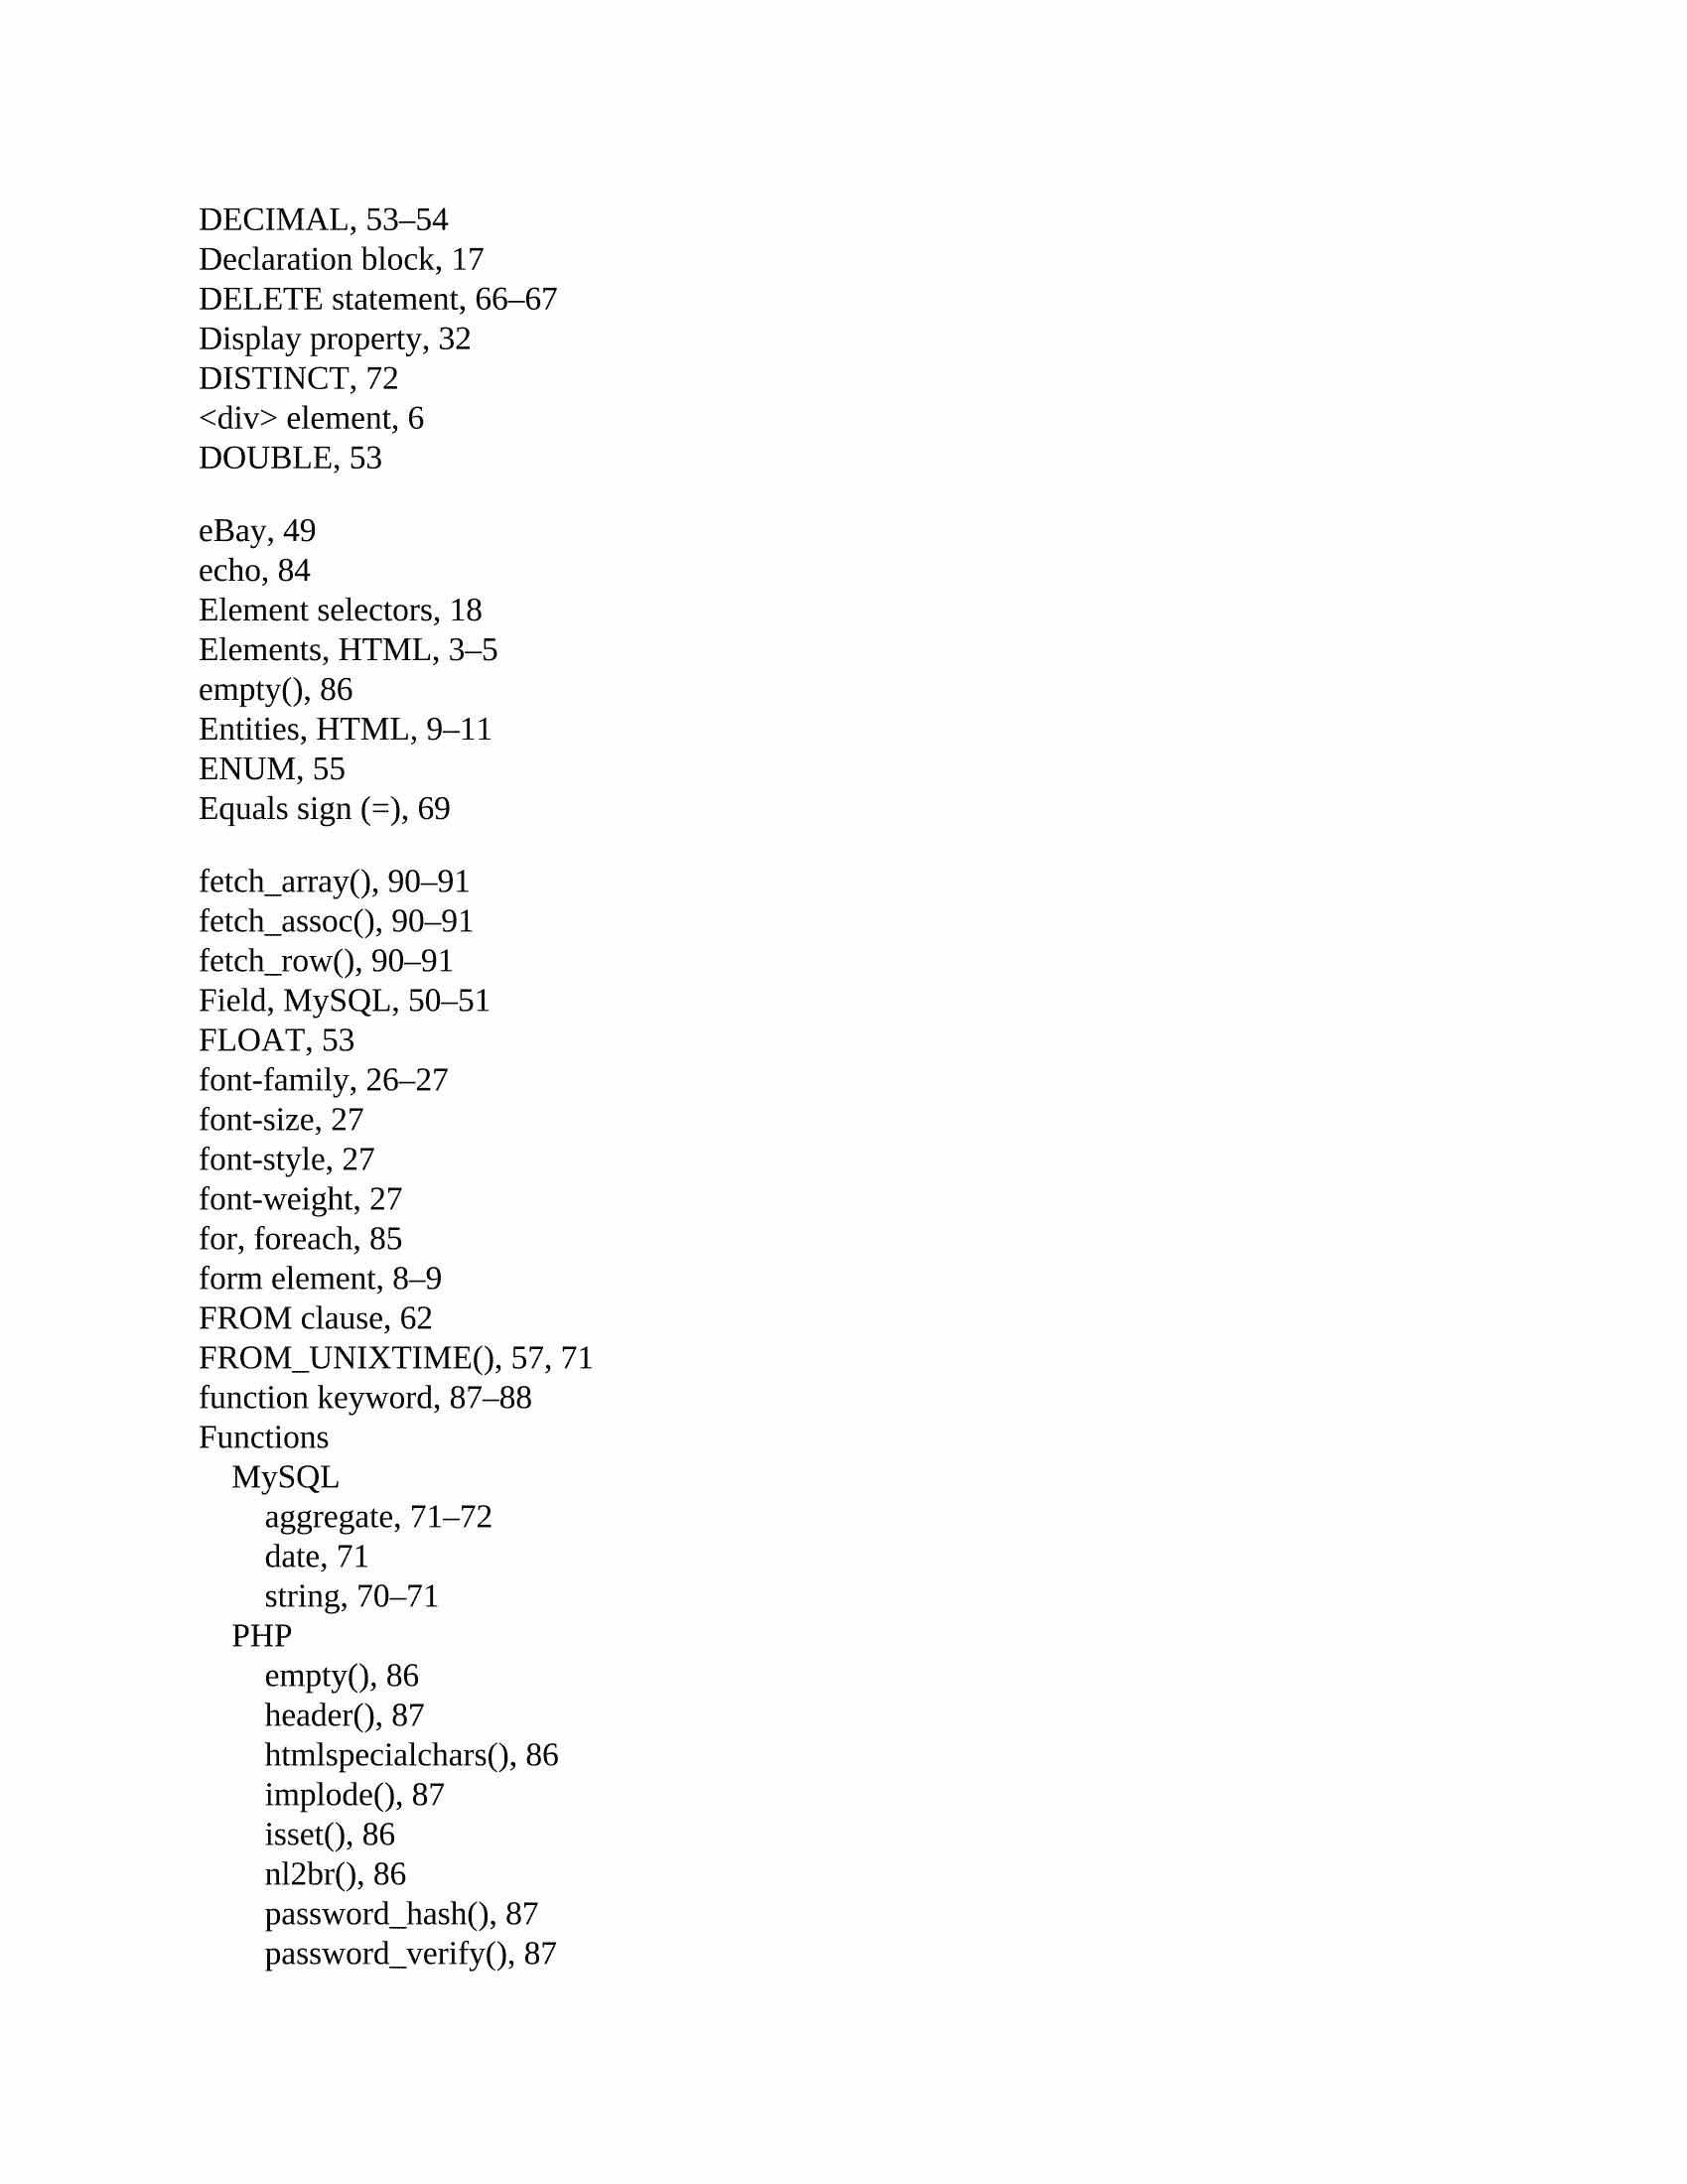 DECIMAL, 53–54
Declaration block, 17
DELETE statement, 66–67
Display property, 32
DISTINCT, 72
<div> element, 6
DOUBLE, 53
eBay, 49
echo, 84
Element selectors, 18
Elements, HTML, 3–5
empty(), 86
Entities, HTML, 9–11
ENUM, 55
Equals sign (=), 69
fetch_array(), 90–91
fetch_assoc(), 90–91
fetch_row(), 90–91
Field, MySQL, 50–51
FLOAT, 53
font-family, 26–27
font-size, 27
font-style, 27
font-weight, 27
for, foreach, 85
form element, 8–9
FROM clause, 62
FROM_UNIXTIME(), 57, 71
function keyword, 87–88
Functions
MySQL
aggregate, 71–72
date, 71
string, 70–71
PHP
empty(), 86
header(), 87
htmlspecialchars(), 86
implode(), 87
isset(), 86
nl2br(), 86
password_hash(), 87
password_verify(), 87